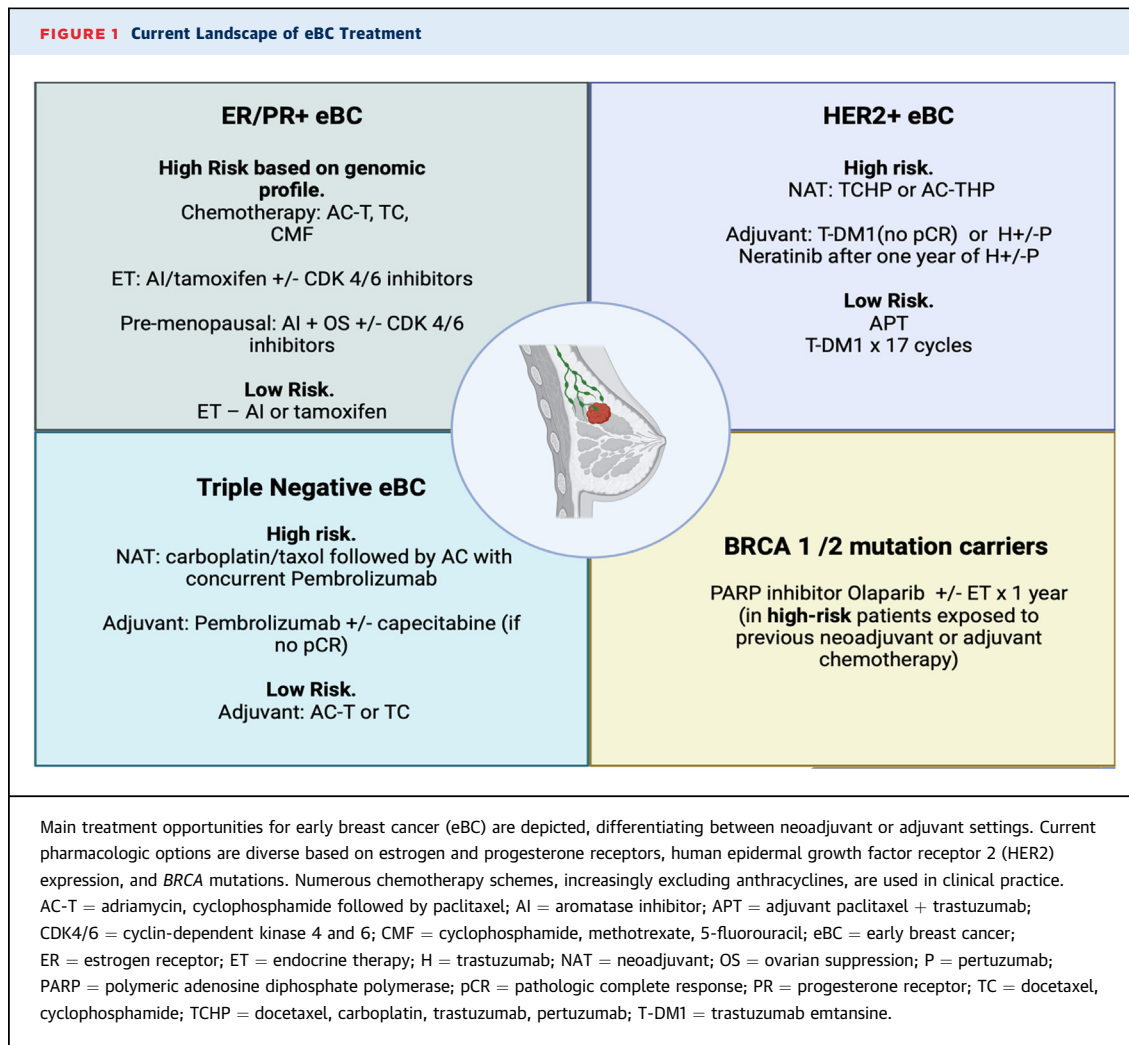 FIGURE 1 Current Landscape of eBC Treatment
ER/PR+ eBC
High Risk based on genomic
profile.
Chemotherapy: AC-T, TC,
CMF
ET: AI/tamoxifen +/- CDK 4/6 inhibitors
Pre-menopausal: AI + OS +/- CDK 4/6
inhibitors
Low Risk.
ET – AI or tamoxifen
HER2+ eBC
High risk.
NAT: TCHP or AC-THP
Adjuvant: T-DM1(no pCR) or H+/-P
Neratinib after one year of H+/-P
Low Risk.
APT
T-DM1 x 17 cycles
Triple Negative eBC
High risk.
NAT: carboplatin/taxol followed by AC with
concurrent Pembrolizumab
Adjuvant: Pembrolizumab +/- capecitabine (if
no pCR)
Low Risk.
Adjuvant: AC-T or TC
BRCA 1 /2 mutation carriers
PARP inhibitor Olaparib +/- ET x 1 year
(in high-risk patients exposed to
previous neoadjuvant or adjuvant
chemotherapy)
Main treatment opportunities for early breast cancer (eBC) are depicted, differentiating between neoadjuvant or adjuvant settings. Current
pharmacologic options are diverse based on estrogen and progesterone receptors, human epidermal growth factor receptor 2 (HER2)
expression, and BRCA mutations. Numerous chemotherapy schemes, increasingly excluding anthracyclines, are used in clinical practice.
AC-T = adriamycin, cyclophosphamide followed by paclitaxel; AI = aromatase inhibitor; APT = adjuvant paclitaxel + trastuzumab;
CDK4/6 = cyclin-dependent kinase 4 and 6; CMF = cyclophosphamide, methotrexate, 5-fluorouracil; eBC = early breast cancer;
ER = estrogen receptor; ET = endocrine therapy; H = trastuzumab; NAT = neoadjuvant; OS = ovarian suppression; P = pertuzumab;
PARP = polymeric adenosine diphosphate polymerase; pCR = pathologic complete response; PR = progesterone receptor; TC = docetaxel,
cyclophosphamide; TCHP = docetaxel, carboplatin, trastuzumab, pertuzumab; T-DM1 = trastuzumab emtansine.